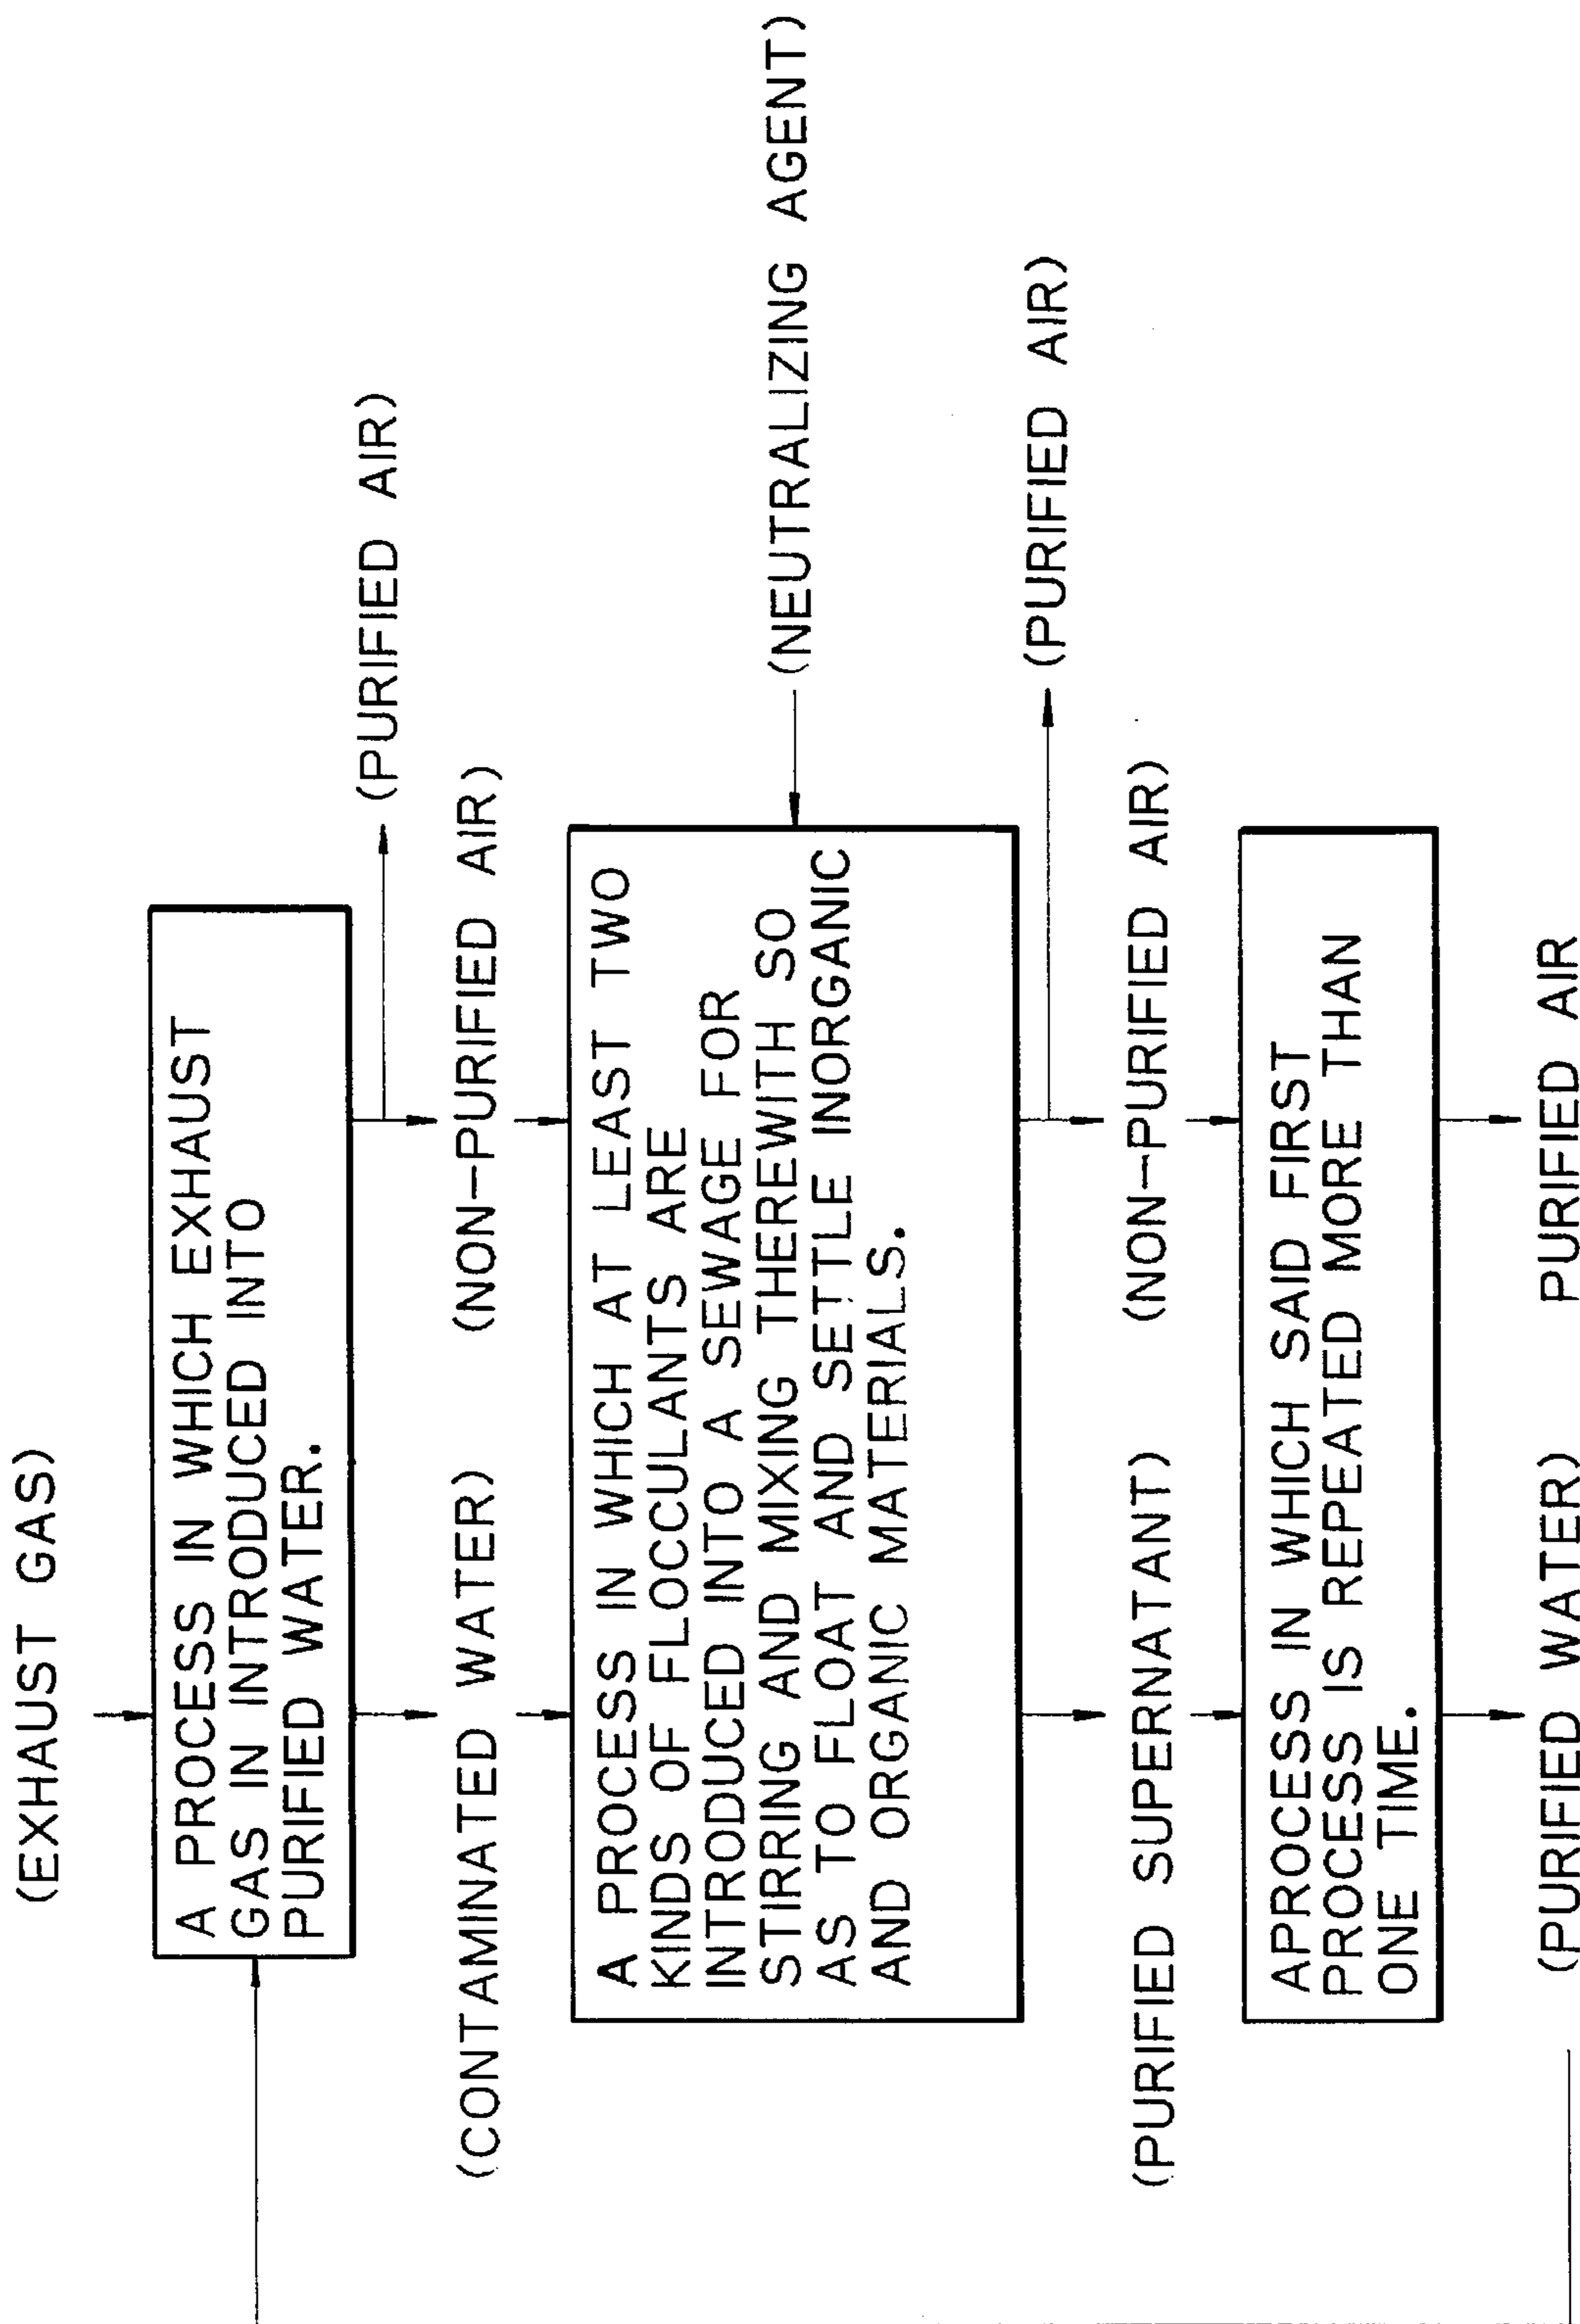 (EXHAUST GAS)
A PROCESS IN WHICH EXHAUST
GAS IN INTRODUCED INTO
PURIFIED WATER.
(PURIFIED AIR)
(CONTAMINATED WATER)
(NON-PURIFIED AIR)
A PROCESS IN WHICH AT LEAST TWO
KINDS OF FLOCCULANTS ARE
INTRODUCED INTO A SEWAGE FOR
STIRRING AND MIXING THEREWITH SO
AS TO FLOAT AND SETTLE INORGANIC
AND ORGANIC MATERIALS.
(NEUTRALIZING AGENT)
(PURIFIED AIR)
(PURIFIED SUPERNATANT)
(NON-PURIFIED AIR)
APROCESS IN WHICH SAID FIRST
PROCESS IS REPEATED MORE THAN
ONE TIME.
(PURIFIED WATER)
PURIFIED AIR